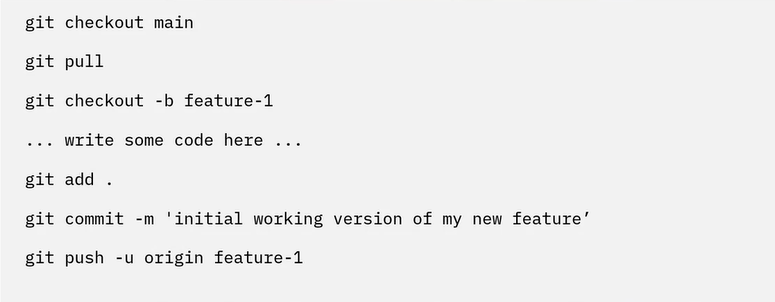 git checkout main
git pull
git checkout -b feature-1
... write some code here ...
git add .
git commit -m 'initial working version of my new feature’
git push -u origin feature-1